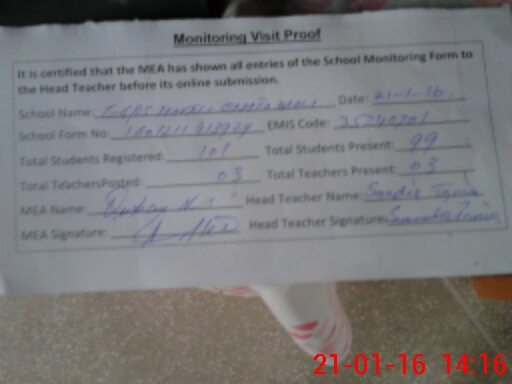 Monitoring Visit Proof
It is certified that the MEA has shown all entries of the School Monitoring Form to
the Head Teacher before its online submission.
School Name: Date: 21-1-16
School Form No: EMIS Code: 35740201
Total Students Registered: 101 Total Students Present: 99
Total TeachersPosted: 03 Total Teachers Present: 03
MEA Name: Head Teacher Name:
MEA Signature: Head Teacher Signature:
21-01-16 14:16